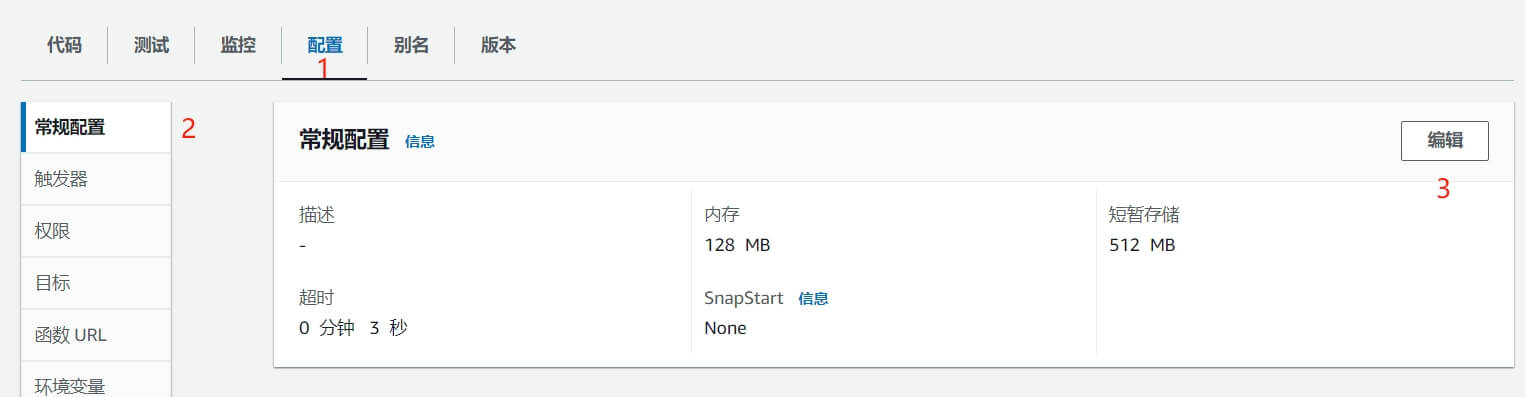 代码 测试 监控 配置 别名 版本
1
常规配置 2
触发器
权限
目标
函数 URL
环境变量
常规配置 信息 编辑
3
描述 内存 短暂存储
- 128 MB 512 MB
超时 SnapStart 信息
0 分钟 3 秒 None